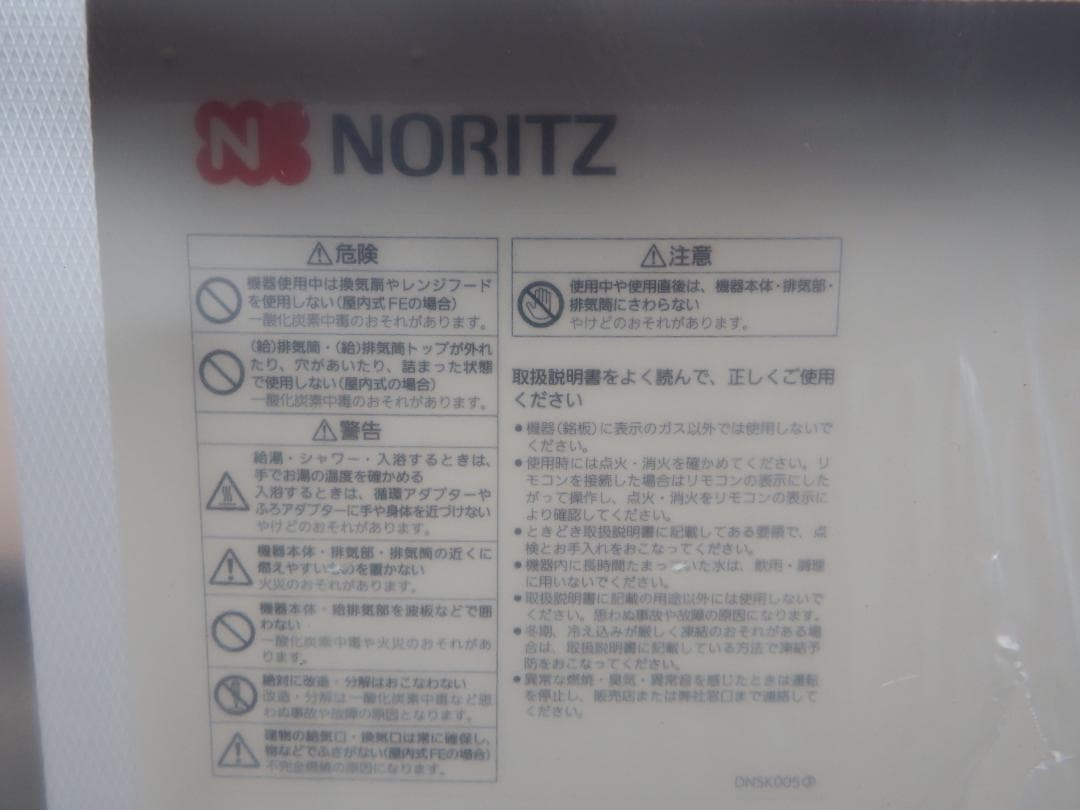 N NORITZ
⚠危険
機器使用中は換気扇やレンジフード
を使用しない(屋内式FEの場合)
一酸化炭素中毒のおそれがあります。
(給)排気筒・(給)排気筒トップが外れ
たり、穴があいたり、詰まった状態
で使用しない(屋内式の場合)
一酸化炭素中毒のおそれがあります。
⚠警告
給湯・シャワー・入浴するときは、
手でお湯の温度を確かめる
入浴するときは、循環アダプターや
ふろアダプターに手や身体を近づけない
やけどのおそれがあります。
機器本体・排気部・排気筒の近くに
燃えやすいものを置かない
火災のおそれがあります。
機器本体・給排気部を波板などで囲
わない
一酸化炭素中毒や火災のおそれがあ
ります。
絶対に改造・分解はおこなわない
改造・分解は一酸化炭素中毒など思
わぬ事故や故障の原因となります。
建物の給気口・換気口は常に確保し、
物などでふさがない(屋内式FEの場合)
不完全燃焼の原因になります。
⚠注意
使用中や使用直後は、機器本体・排気部・
排気筒にさわらない
やけどのおそれがあります。
取扱説明書をよく読んで、正しくご使用
ください
●機器(銘板)に表示のガス以外では使用しないで
ください。
●使用時には点火・消火を確かめてください。リ
モコンを接続した場合はリモコンの表示にした
がって操作し、点火・消火をリモコンの表示に
より確認してください。
●ときどき取扱説明書に記載してある要領で、点
検とお手入れをおこなってください。
●機器内に長時間たまっていた水は、飲用・調理
に用いないでください。
●取扱説明書に記載の用途以外には使用しないで
ください。思わぬ事故や故障の原因になります。
●冬期、冷え込みが厳しく凍結のおそれがある場
合は、取扱説明書に記載している方法で凍結予
防をおこなってください。
●異常な燃焼・臭気・異常音を感じたときは運転
を停止し、販売店または弊社窓口まで連絡して
ください。
DNSK005③